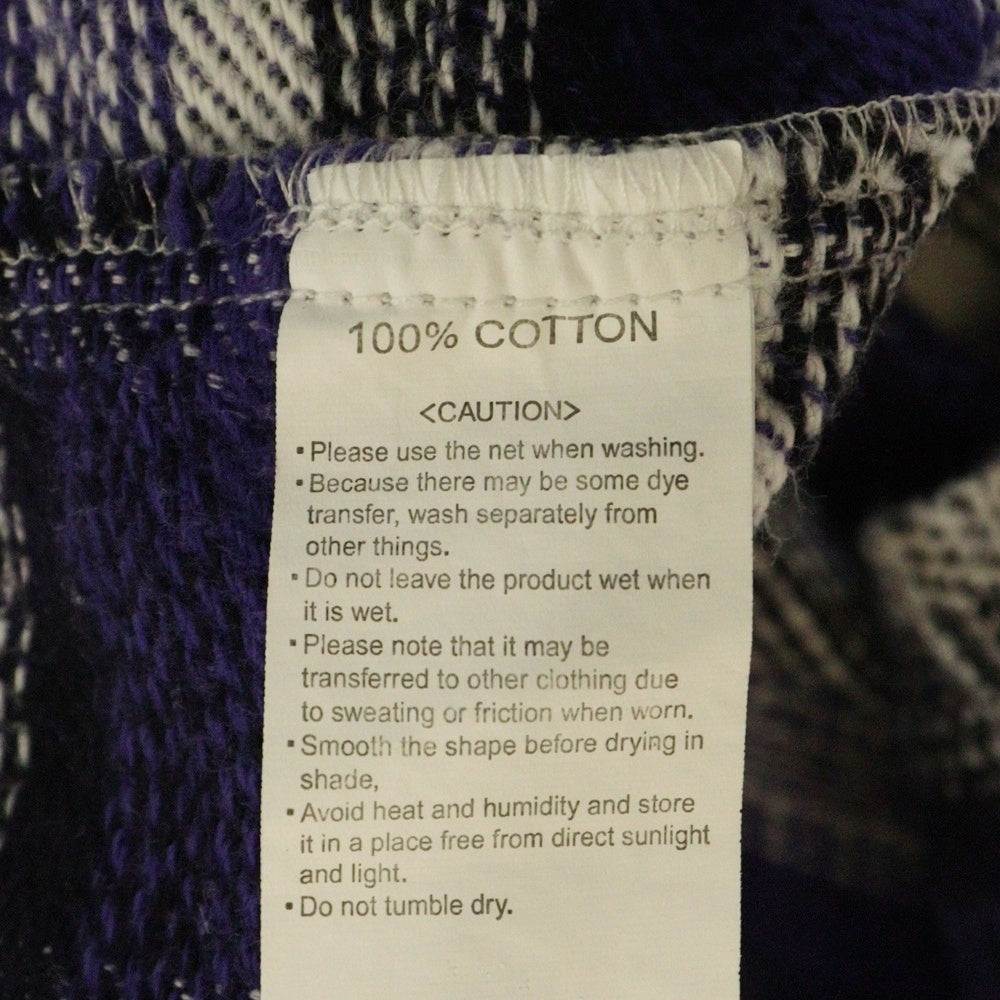 100% COTTON
<CAUTION>
▪ Please use the net when washing.
▪ Because there may be some dye
transfer, wash separately from
other things.
▪ Do not leave the product wet when
it is wet.
▪ Please note that it may be
transferred to other clothing due
to sweating or friction when worn.
▪ Smooth the shape before drying in
shade,
▪ Avoid heat and humidity and store
it in a place free from direct sunlight
and light.
▪ Do not tumble dry.